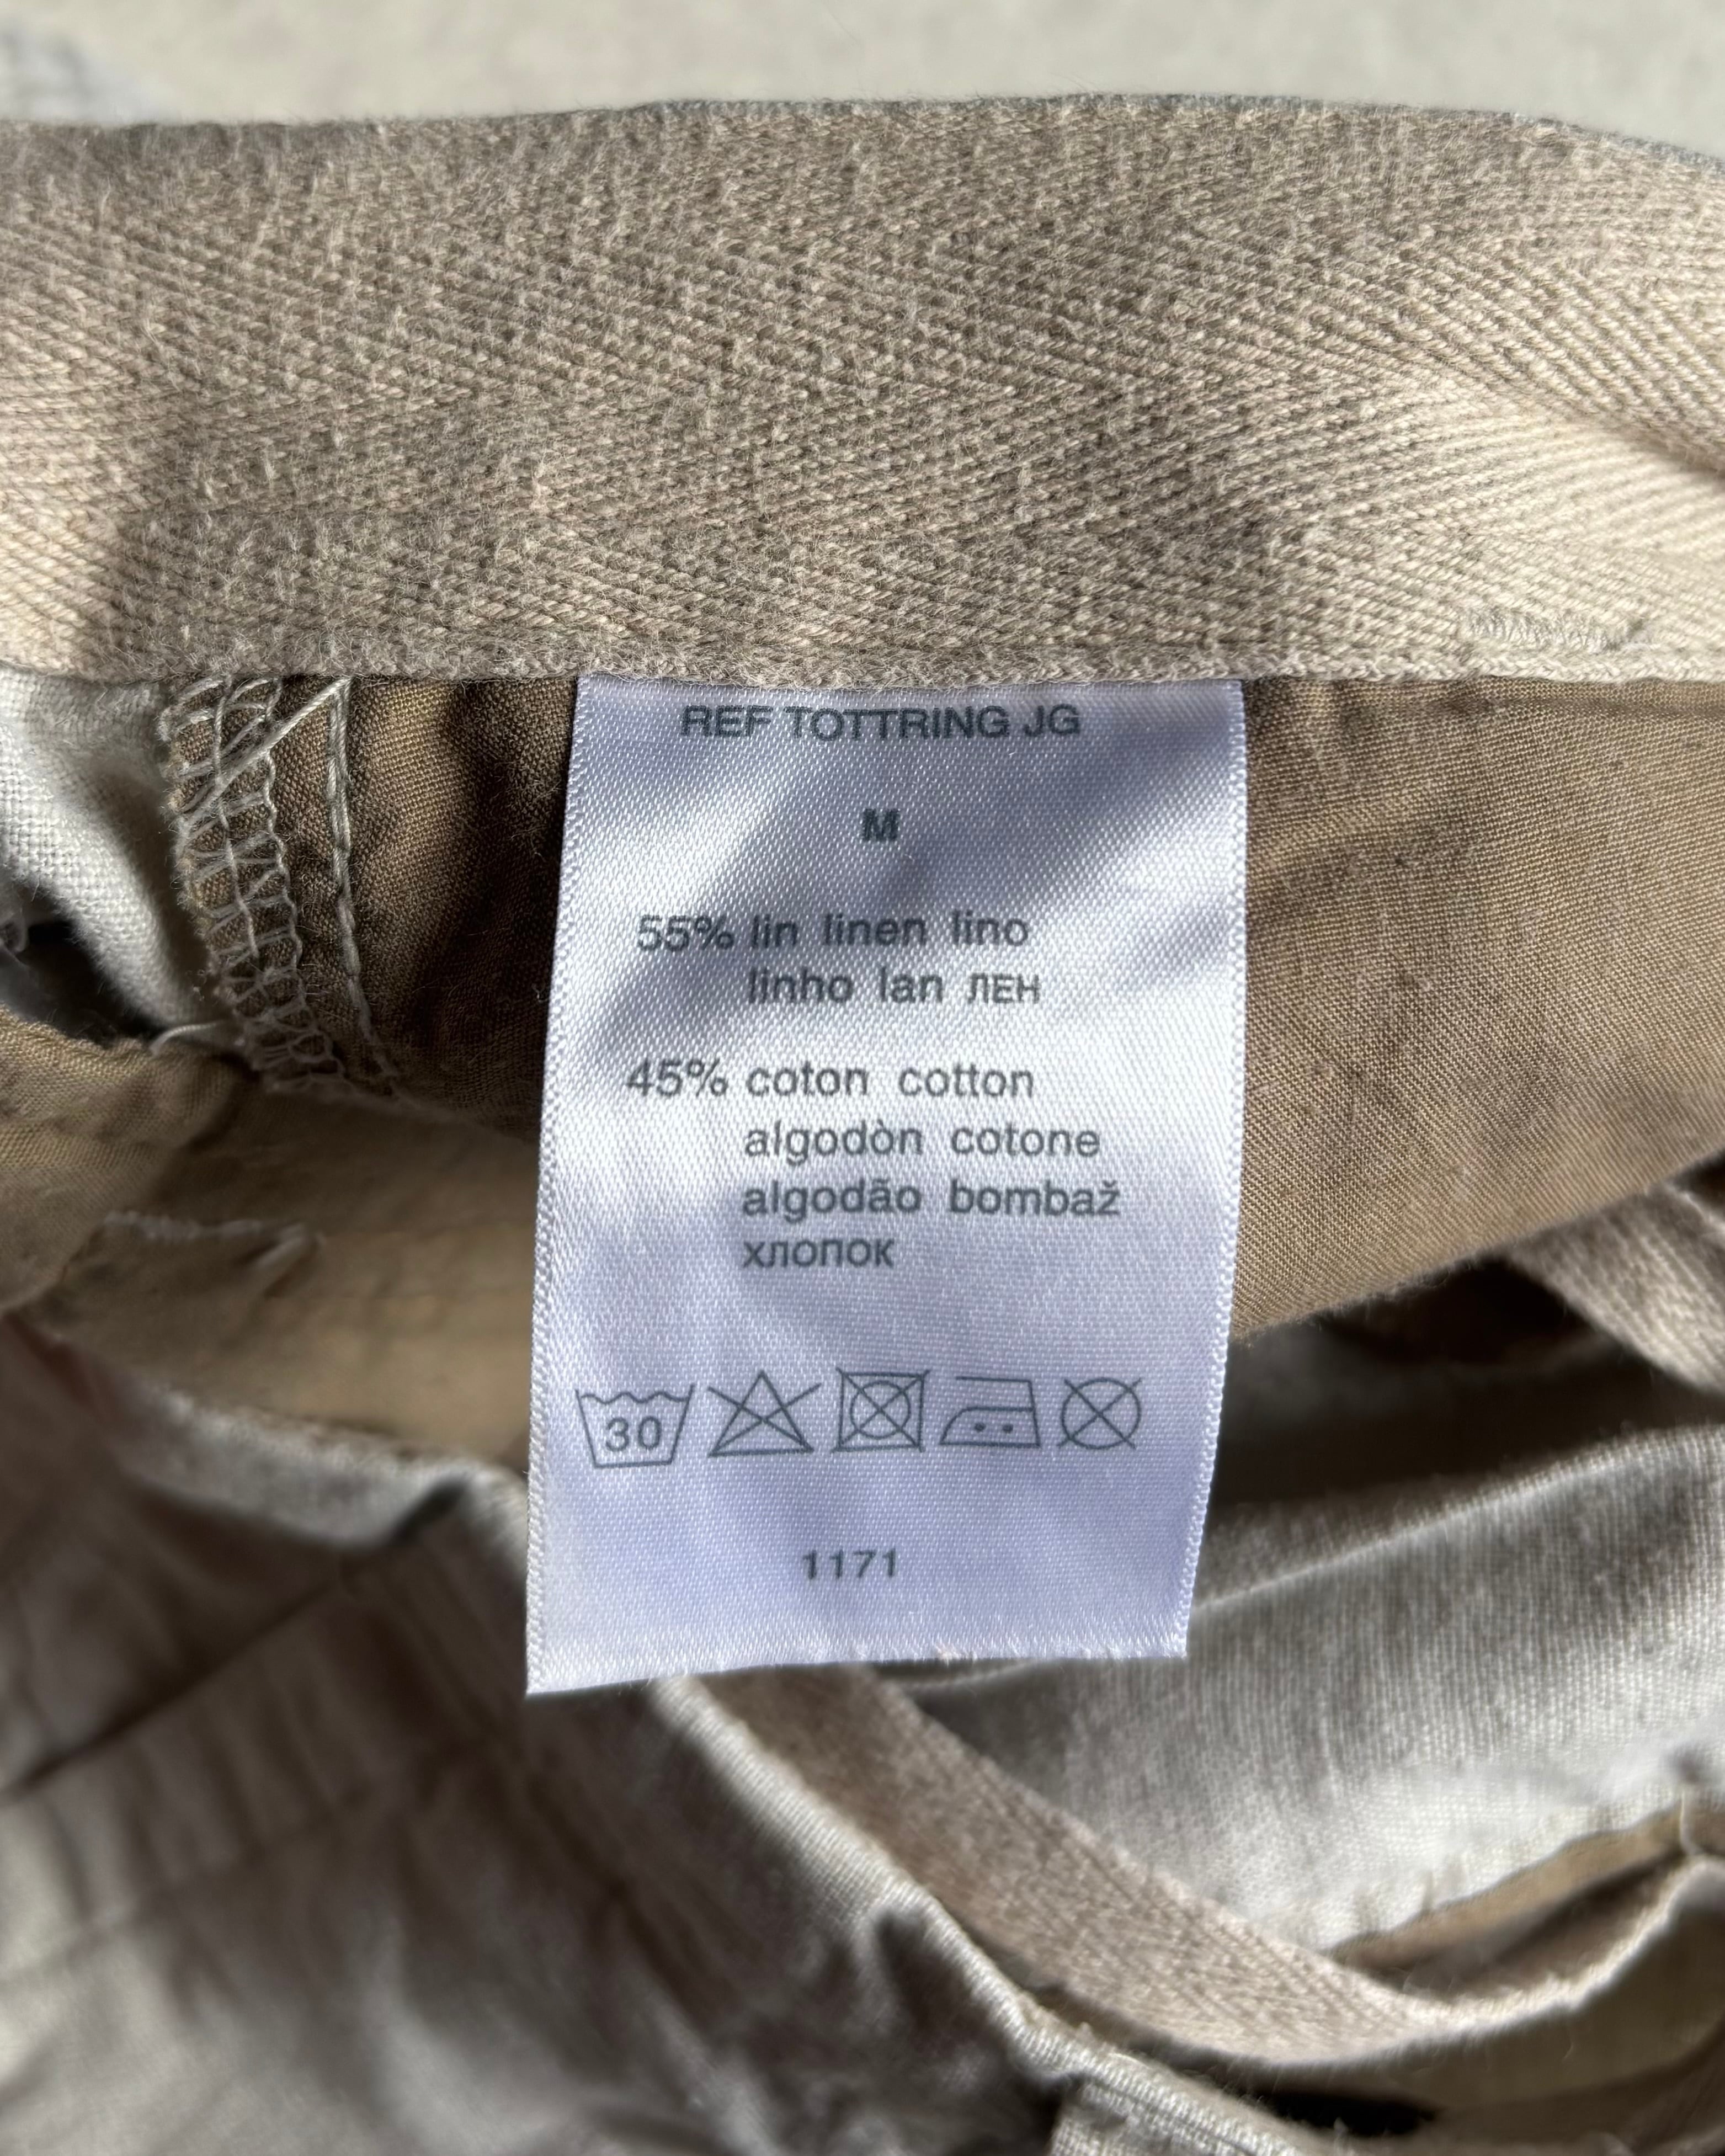 REF TOTTRING JG
M
55% lin linen lino
linho lan ЛЕН
45% coton cotton
algodòn cotone
algodão bombaž
хлопок
30
1171